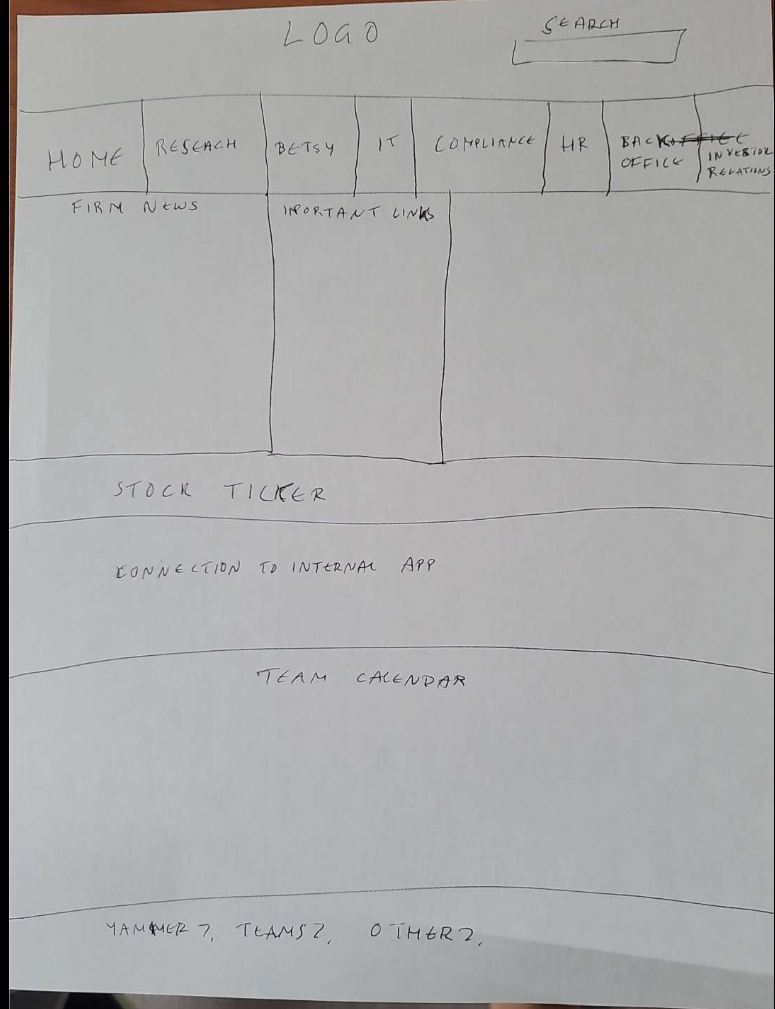 LOGO
SEARCH
HOME
RESEACH
BETSY
IT
COMPLIANCE
HR
BACKOFFICE
OFFICE
INVESTOR
RELATIONS
FIRM NEWS
IMPORTANT LINKS
STOCK TICKER
CONNECTION TO INTERNAL APP
TEAM CALENDAR
YAMMER?, TEAMS?, OTHER?,